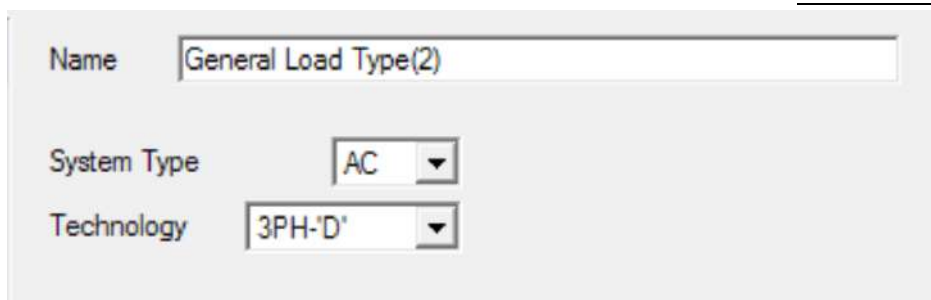 Name General Load Type(2)
System Type AC
Technology 3PH-'D'